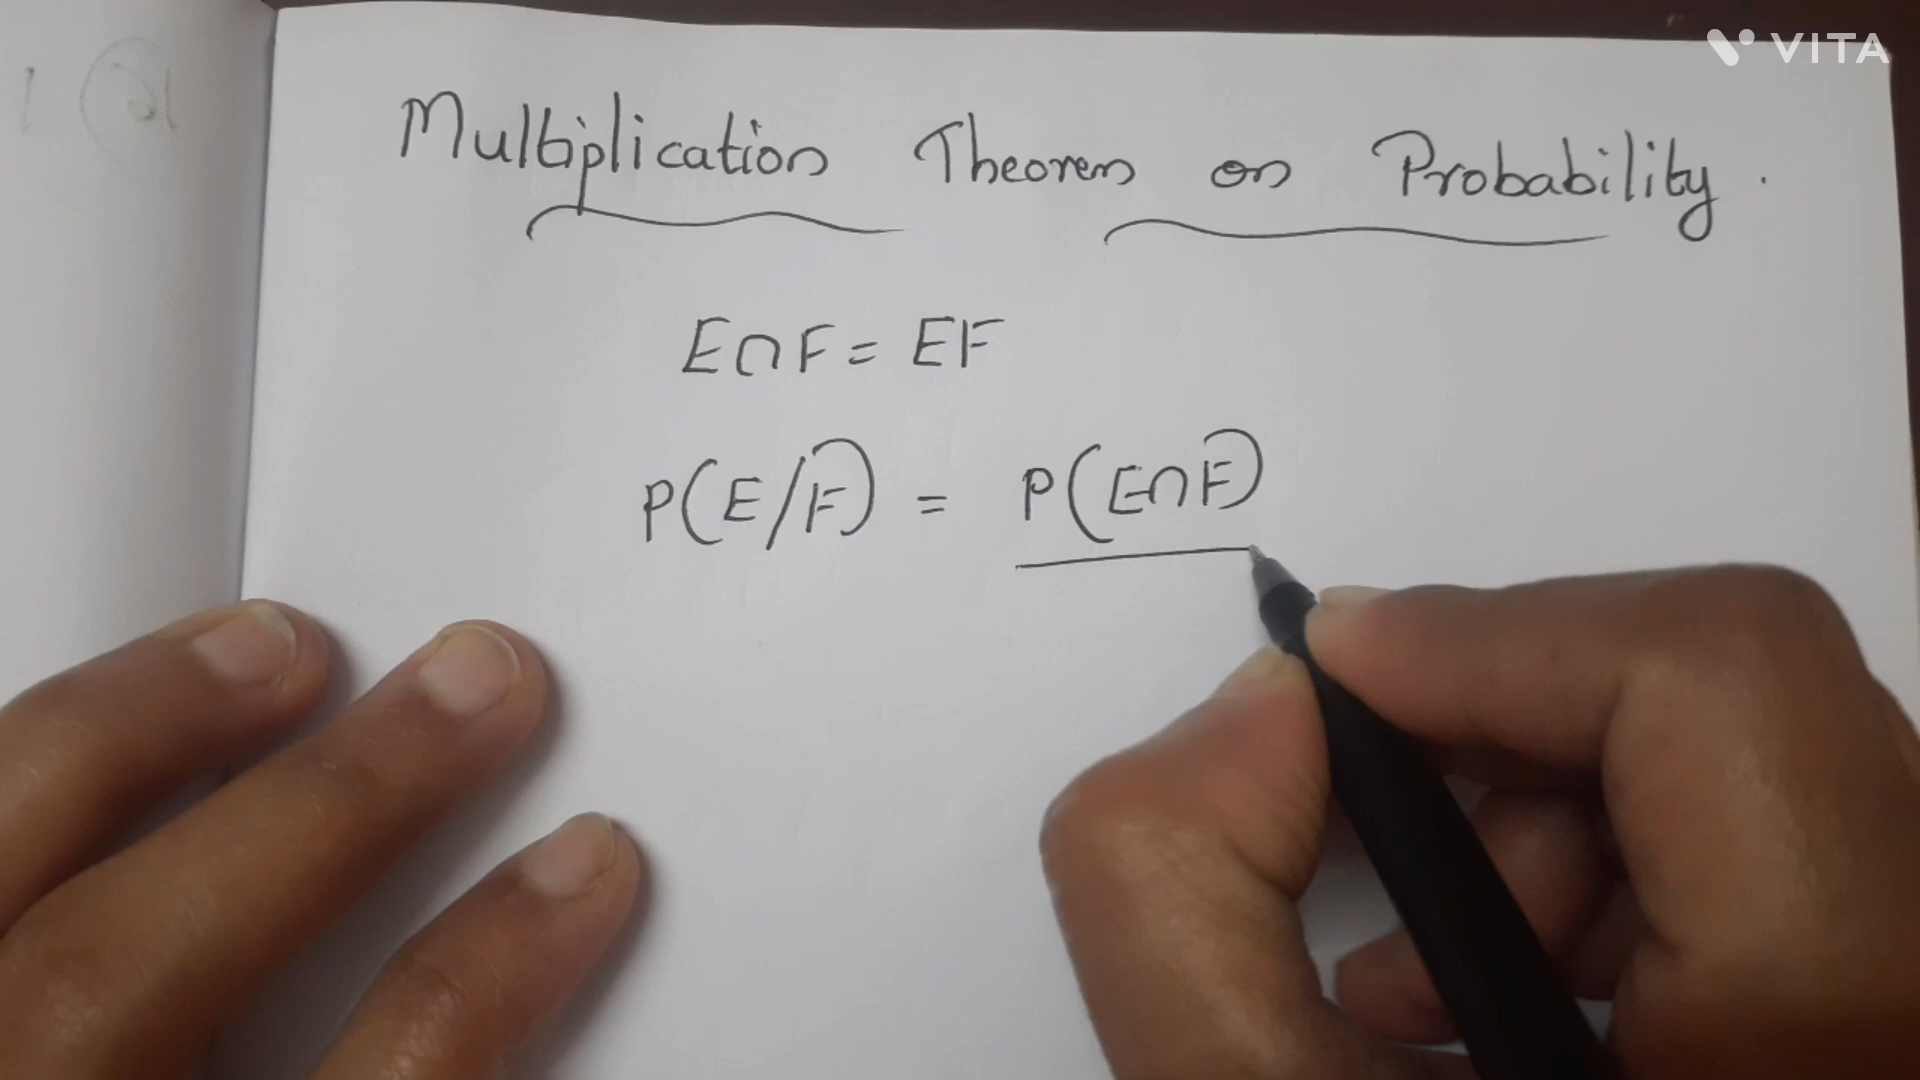 VITA
Multiplication Theorem on Probability.
E∩F = EF
P(E/F) = P(E∩F)